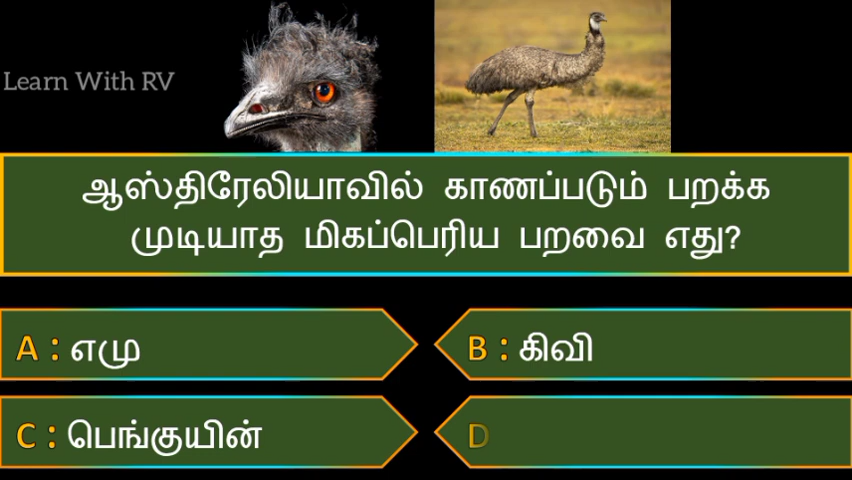 Learn With RV
ஆஸ்திரேலியாவில் காணப்படும் பறக்க
முடியாத மிகப்பெரிய பறவை எது?
A : எமு
B : கிவி
C : பெங்குயின்
D